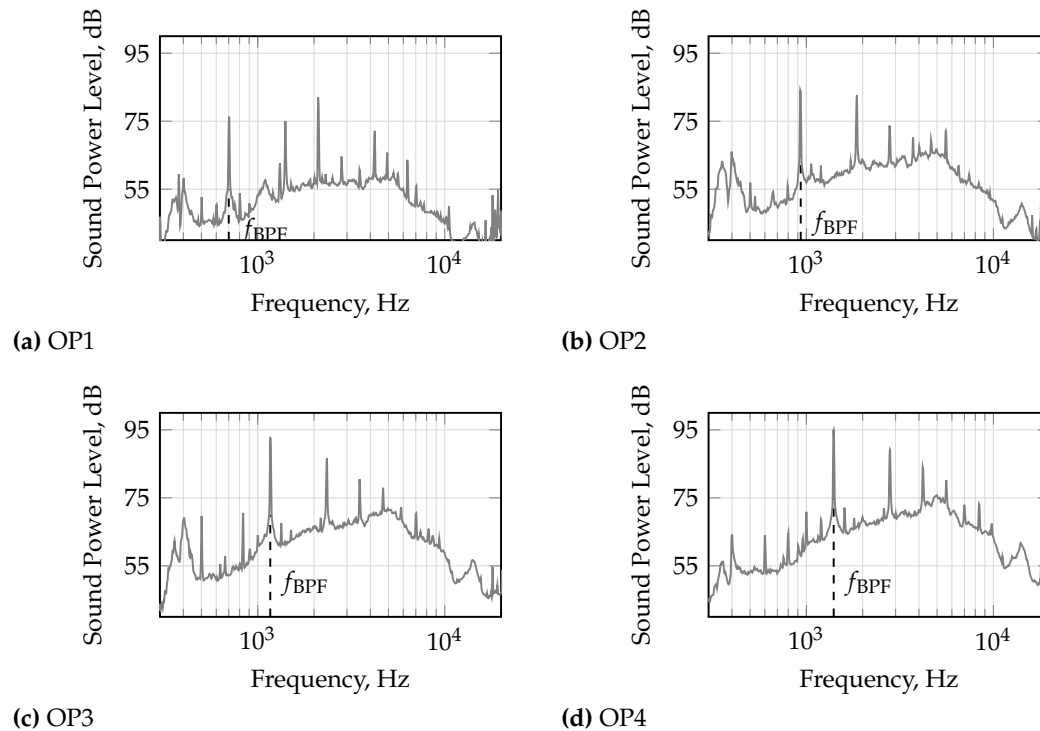 Sound Power Level, dB
95
75
55
f_BPF
10^3
10^4
Frequency, Hz
(a) OP1
Sound Power Level, dB
95
75
55
f_BPF
10^3
10^4
Frequency, Hz
(b) OP2
Sound Power Level, dB
95
75
55
f_BPF
10^3
10^4
Frequency, Hz
(c) OP3
Sound Power Level, dB
95
75
55
f_BPF
10^3
10^4
Frequency, Hz
(d) OP4